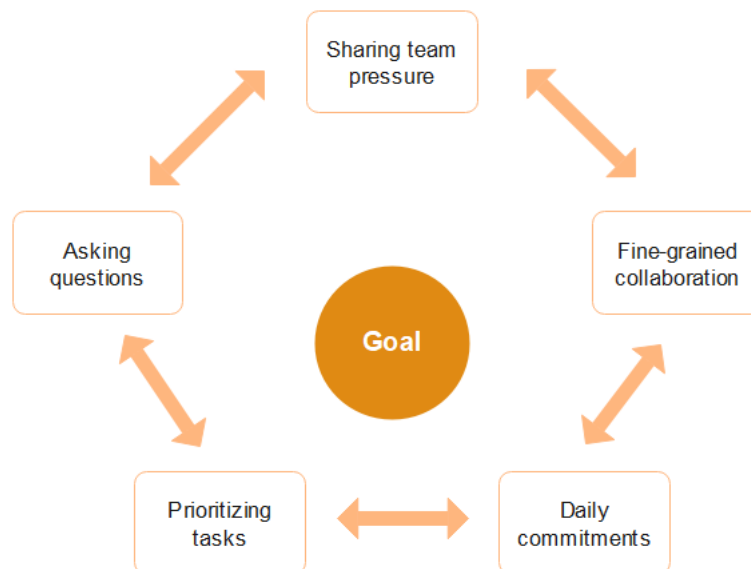 Sharing team
pressure
Asking
questions
Fine-grained
collaboration
Goal
Prioritizing
tasks
Daily
commitments